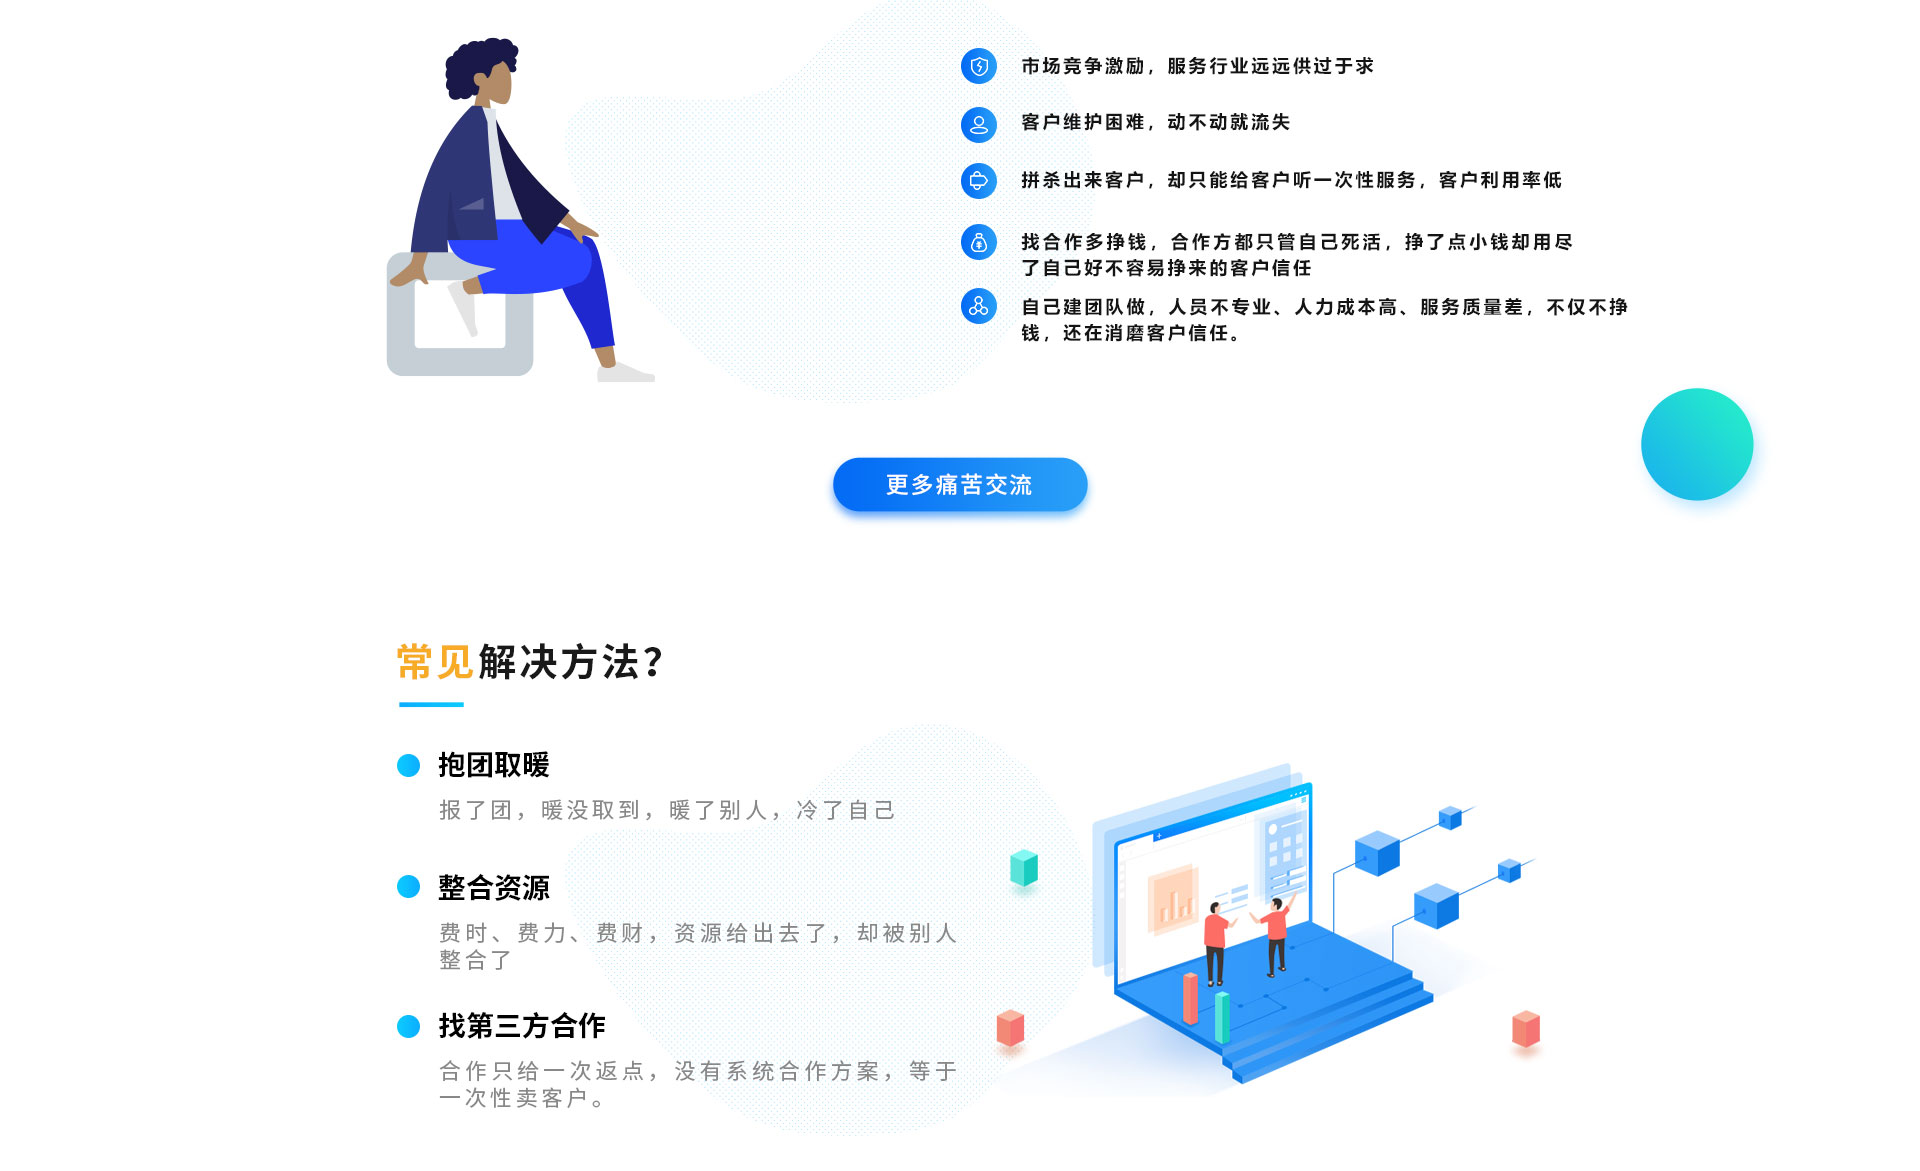 市场竞争激励，服务行业远远供过于求
客户维护困难，动不动就流失
拼杀出来客户，却只能给客户听一次性服务，客户利用率低
找合作多挣钱，合作方都只管自己死活，挣了点小钱却用尽
了自己好不容易挣来的客户信任
自己建团队做，人员不专业、人力成本高、服务质量差，不仅不挣
钱，还在消磨客户信任。
更多痛苦交流
常见解决方法？
抱团取暖
报了团，暖没取到，暖了别人，冷了自己
整合资源
费时、费力、费财，资源给出去了，却被别人
整合了
找第三方合作
合作只给一次返点，没有系统合作方案，等于
一次性卖客户。